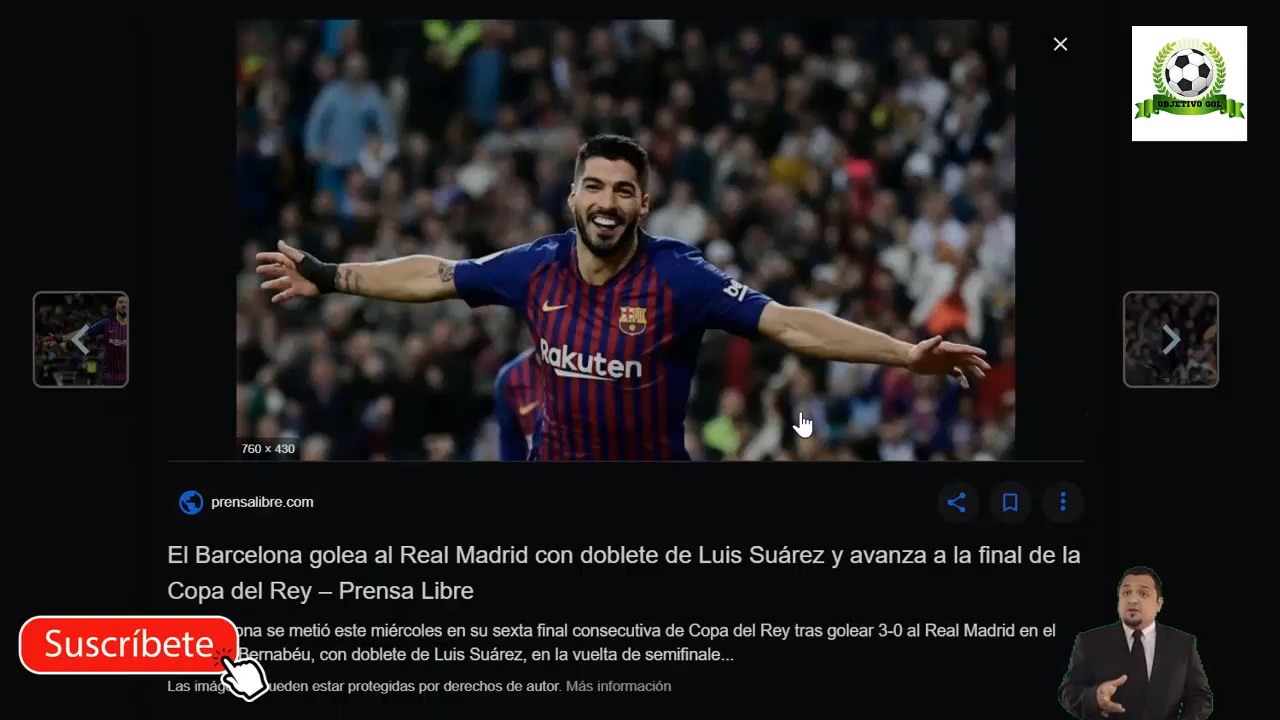 OBJETIVO GOL
beko
Rakuten
760 x 430
prensalibre.com
El Barcelona golea al Real Madrid con doblete de Luis Suárez y avanza a la final de la
Copa del Rey – Prensa Libre
ona se metió este miércoles en su sexta final consecutiva de Copa del Rey tras golear 3-0 al Real Madrid en el
Suscríbete
Bernabéu, con doblete de Luis Suárez, en la vuelta de semifinale...
Las imág ueden estar protegidas por derechos de autor. Más información